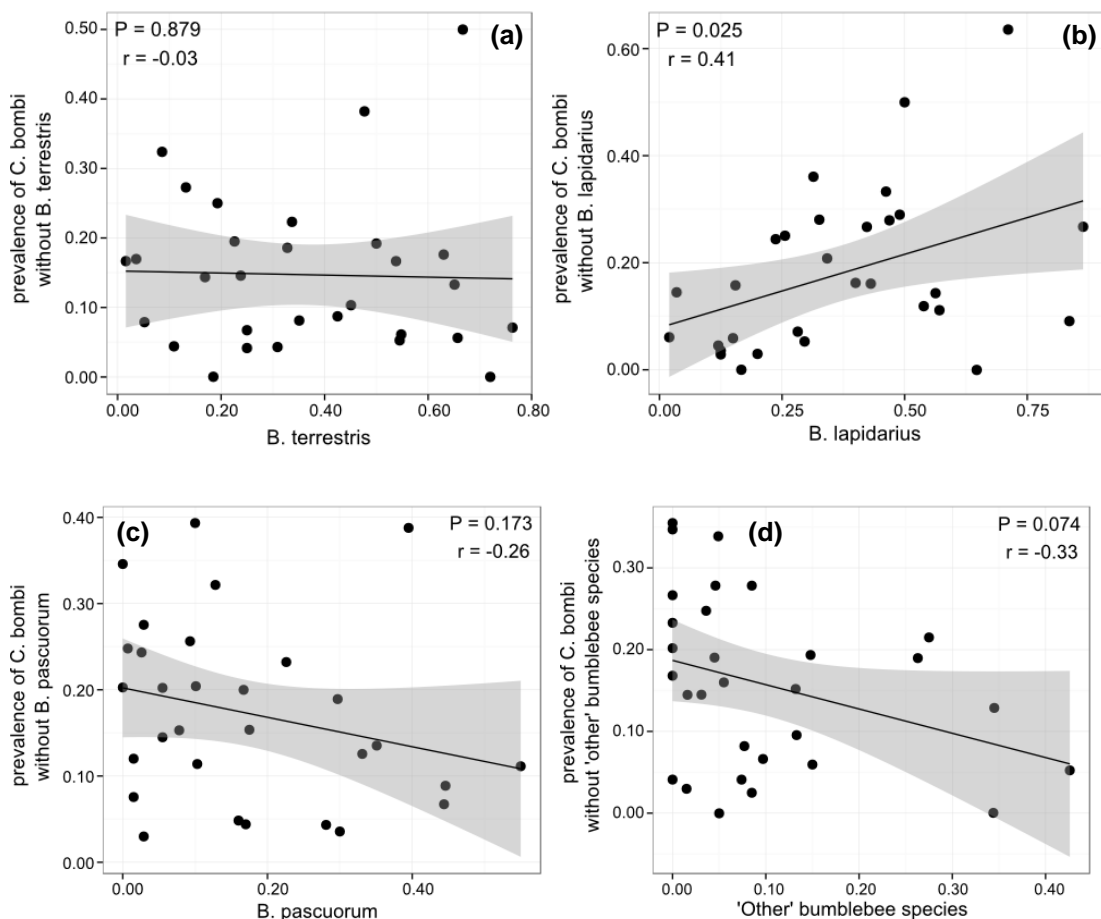 P = 0.879
r = -0.03
(a)
prevalence of C. bombi
without B. terrestris
0.50
0.40
0.30
0.20
0.10
0.00
0.00 0.20 0.40 0.60 0.80
B. terrestris
P = 0.025
r = 0.41
(b)
prevalence of C. bombi
without B. lapidarius
0.60
0.40
0.20
0.00
0.00 0.25 0.50 0.75
B. lapidarius
(c)
P = 0.173
r = -0.26
prevalence of C. bombi
without B. pascuorum
0.40
0.30
0.20
0.10
0.00
0.00 0.20 0.40
B. pascuorum
(d)
P = 0.074
r = -0.33
prevalence of C. bombi
without 'other' bumblebee species
0.30
0.20
0.10
0.00
0.00 0.10 0.20 0.30 0.40
'Other' bumblebee species